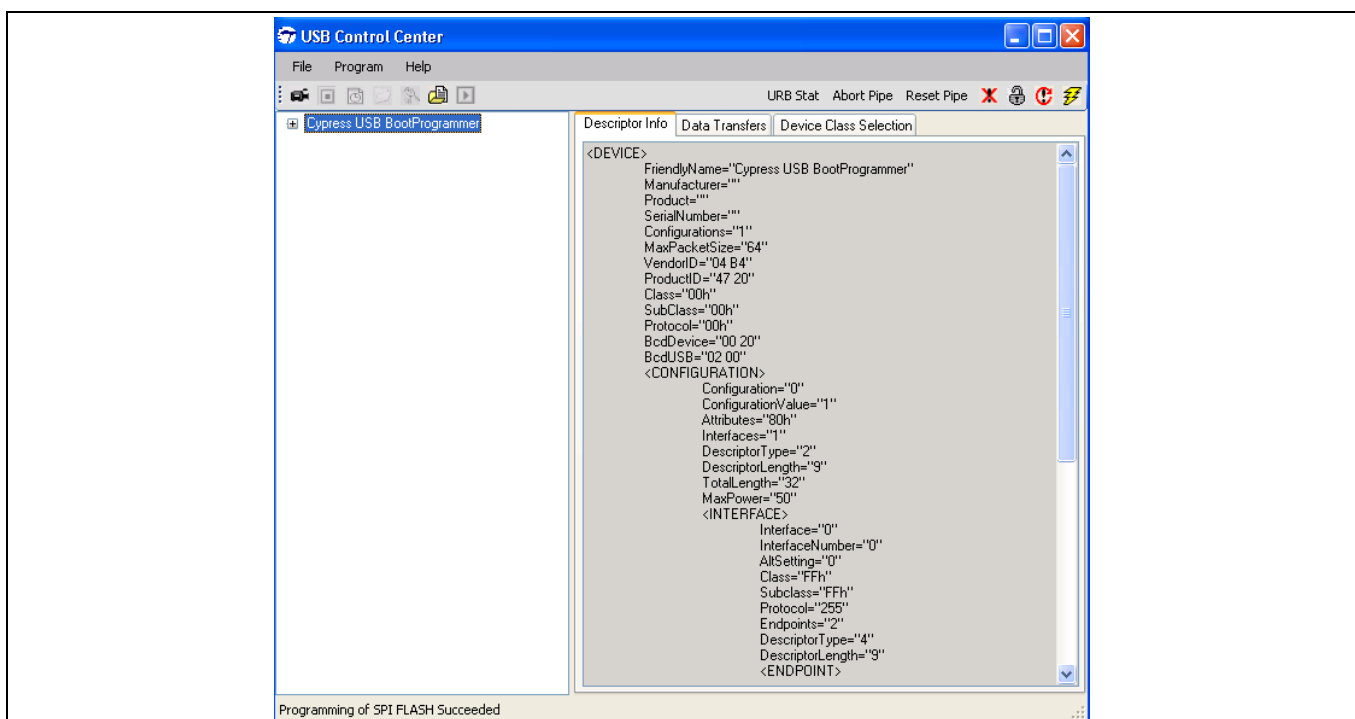 USB Control Center
File Program Help
URB Stat Abort Pipe Reset Pipe
Cypress USB BootProgrammer
Descriptor Info Data Transfers Device Class Selection
<DEVICE>
FriendlyName="Cypress USB BootProgrammer"
Manufacturer=""
Product=""
SerialNumber=""
Configurations="1"
MaxPacketSize="64"
VendorID="04 B4"
ProductID="47 20"
Class="00h"
SubClass="00h"
Protocol="00h"
BcdDevice="00 20"
BcdUSB="02 00"
<CONFIGURATION>
Configuration="0"
ConfigurationValue="1"
Attributes="80h"
Interfaces="1"
DescriptorType="2"
DescriptorLength="9"
TotalLength="32"
MaxPower="50"
<INTERFACE>
Interface="0"
InterfaceNumber="0"
AltSetting="0"
Class="FFh"
Subclass="FFh"
Protocol="255"
Endpoints="2"
DescriptorType="4"
DescriptorLength="9"
<ENDPOINT>
Programming of SPI FLASH Succeeded